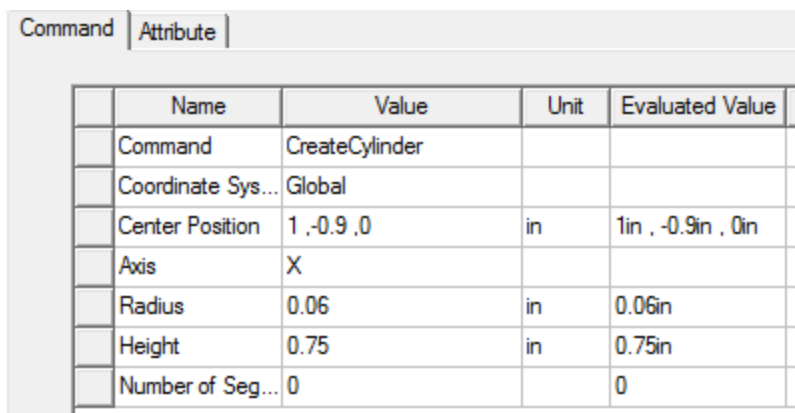 Command Attribute
Name Value Unit Evaluated Value
Command CreateCylinder
Coordinate Sys... Global
Center Position 1 ,-0.9 ,0 in 1in , -0.9in , 0in
Axis X
Radius 0.06 in 0.06in
Height 0.75 in 0.75in
Number of Seg... 0 0